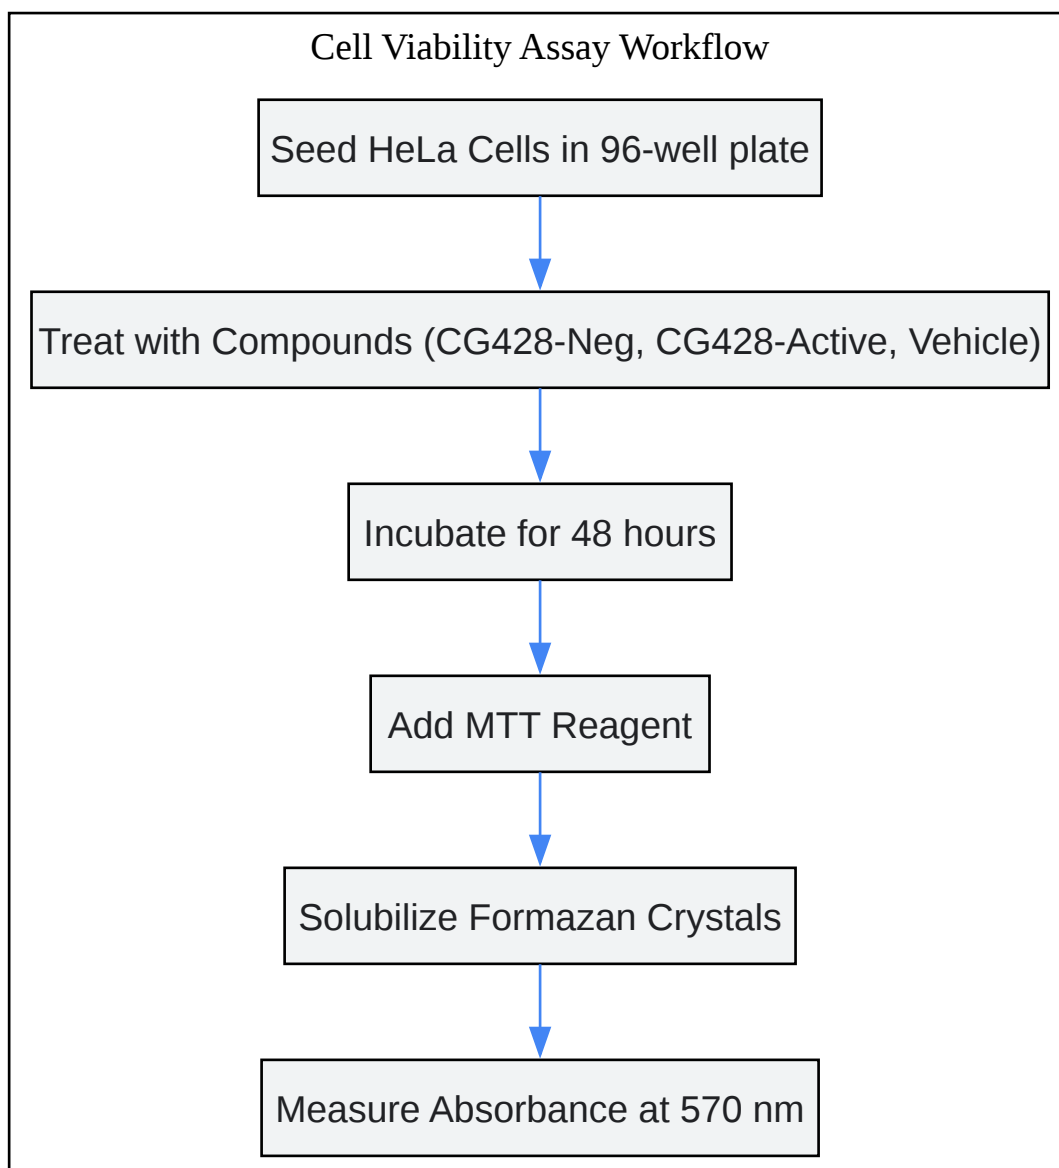 Cell Viability Assay Workflow
Seed HeLa Cells in 96-well plate
Treat with Compounds (CG428-Neg, CG428-Active, Vehicle)
Incubate for 48 hours
Add MTT Reagent
Solubilize Formazan Crystals
Measure Absorbance at 570 nm